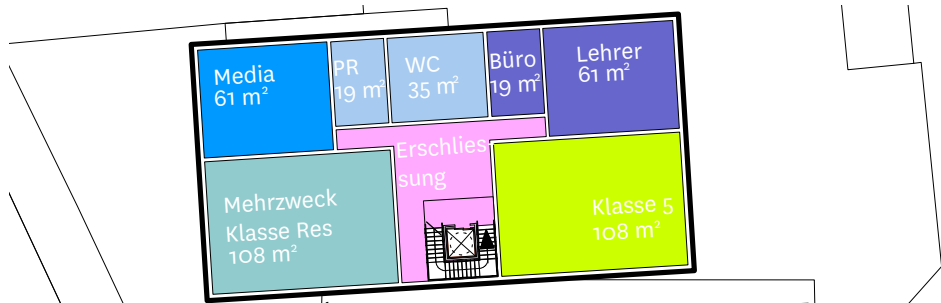 Media
61 m²
PR
19 m²
WC
35 m²
Büro
19 m²
Lehrer
61 m²
Erschlies-
sung
Mehrzweck
Klasse Res
108 m²
Klasse 5
108 m²